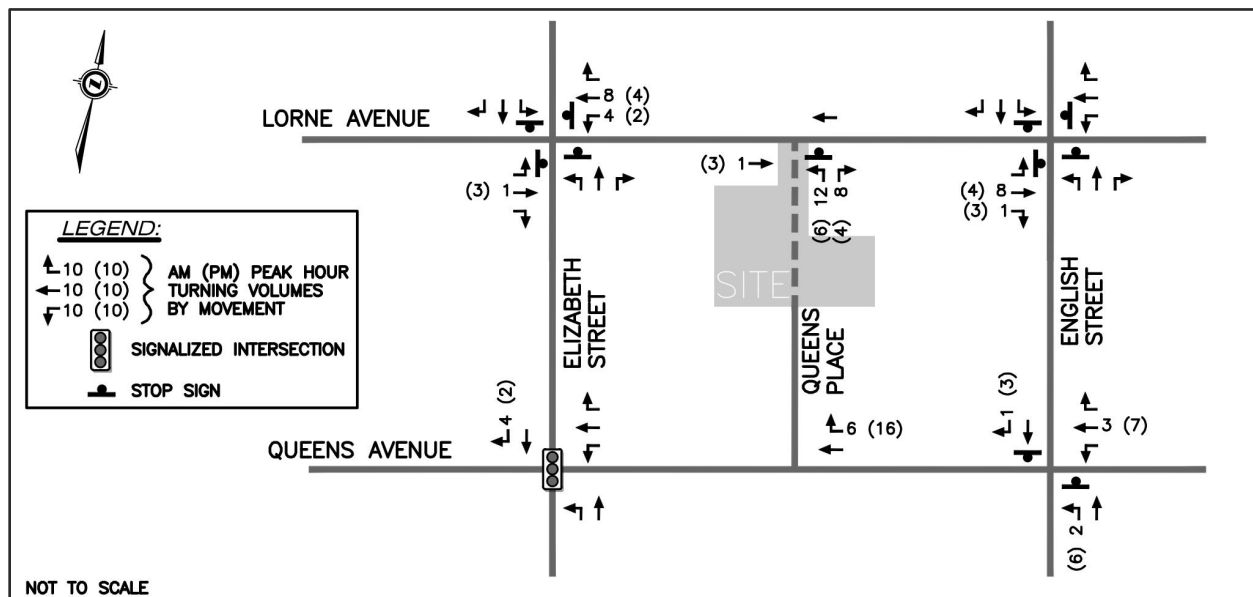 N
LORNE AVENUE
8 (4)
4 (2)
(3) 1
(3) 1
12
(6)
8
(4)
(4) 8
(3) 1
LEGEND:
10 (10)
10 (10)
10 (10)
AM (PM) PEAK HOUR
TURNING VOLUMES
BY MOVEMENT
SIGNALIZED INTERSECTION
STOP SIGN
SITE
ELIZABETH
STREET
QUEENS
PLACE
ENGLISH
STREET
QUEENS AVENUE
4 (2)
6 (16)
1 (3)
3 (7)
(6) 2
NOT TO SCALE